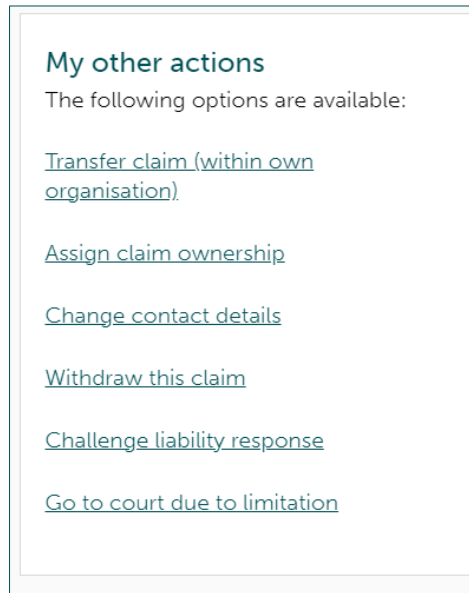 My other actions
The following options are available:
Transfer claim (within own
organisation)
Assign claim ownership
Change contact details
Withdraw this claim
Challenge liability response
Go to court due to limitation